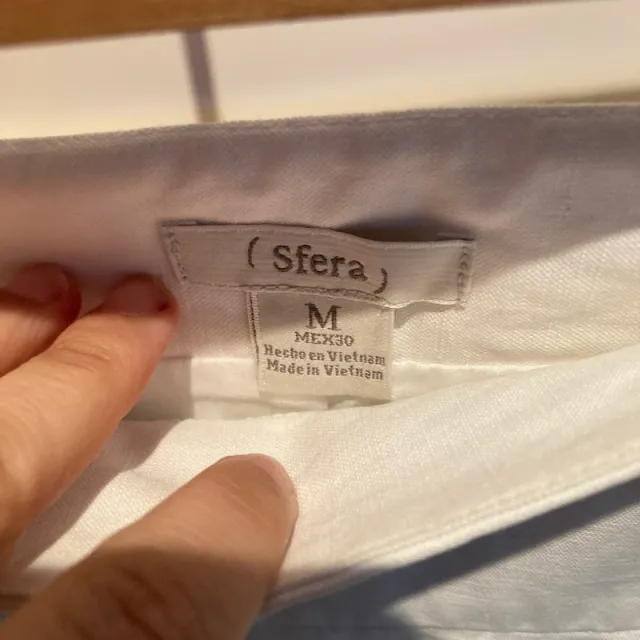 ( Sfera )
M
MEX30
Hecho en Vietnam
Made in Vietnam